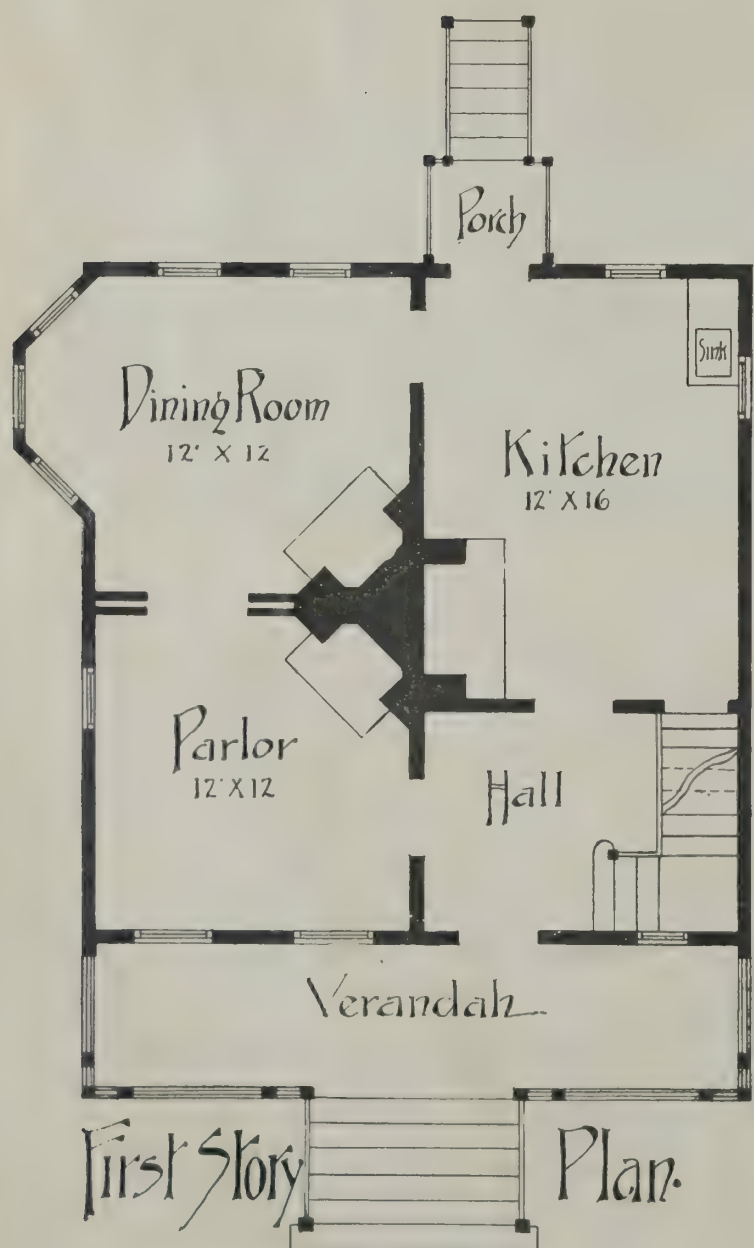 Porch
Sink
Dining Room
12' X 12
Kitchen
12' X 16
Parlor
12' X 12
Hall
Verandah
First Story Plan.